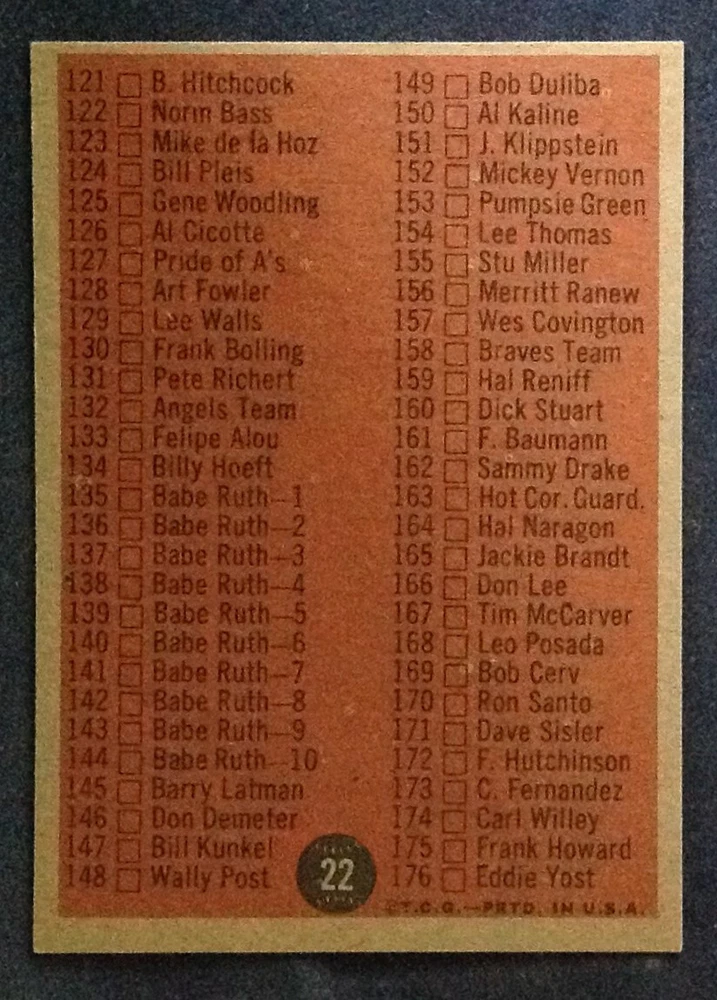 121 B. Hitchcock
122 Norm Bass
123 Mike de la Hoz
124 Bill Pleis
125 Gene Woodling
126 Al Cicotte
127 Pride of A's
128 Art Fowler
129 Lee Walls
130 Frank Bolling
131 Pete Richert
132 Angels Team
133 Felipe Alou
134 Billy Hoeft
135 Babe Ruth—1
136 Babe Ruth—2
137 Babe Ruth—3
138 Babe Ruth—4
139 Babe Ruth—5
140 Babe Ruth—6
141 Babe Ruth—7
142 Babe Ruth—8
143 Babe Ruth—9
144 Babe Ruth—10
145 Barry Latman
146 Don Demeter
147 Bill Kunkel
148 Wally Post
22
149 Bob Duliba
150 Al Kaline
151 J. Klippstein
152 Mickey Vernon
153 Pumpsie Green
154 Lee Thomas
155 Stu Miller
156 Merritt Ranew
157 Wes Covington
158 Braves Team
159 Hal Reniff
160 Dick Stuart
161 F. Baumann
162 Sammy Drake
163 Hot Cor. Guard.
164 Hal Naragon
165 Jackie Brandt
166 Don Lee
167 Tim McCarver
168 Leo Posada
169 Bob Cerv
170 Ron Santo
171 Dave Sisler
172 F. Hutchinson
173 C. Fernandez
174 Carl Willey
175 Frank Howard
176 Eddie Yost
©T.C.G.—PRTD. IN U.S.A.